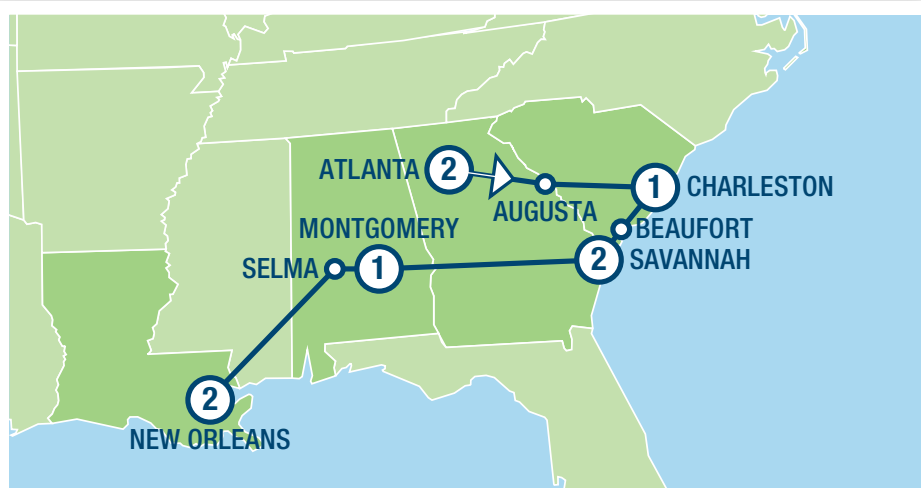 ATLANTA 2
1 CHARLESTON
AUGUSTA
MONTGOMERY
BEAUFORT
SELMA 1
2 SAVANNAH
2
NEW ORLEANS